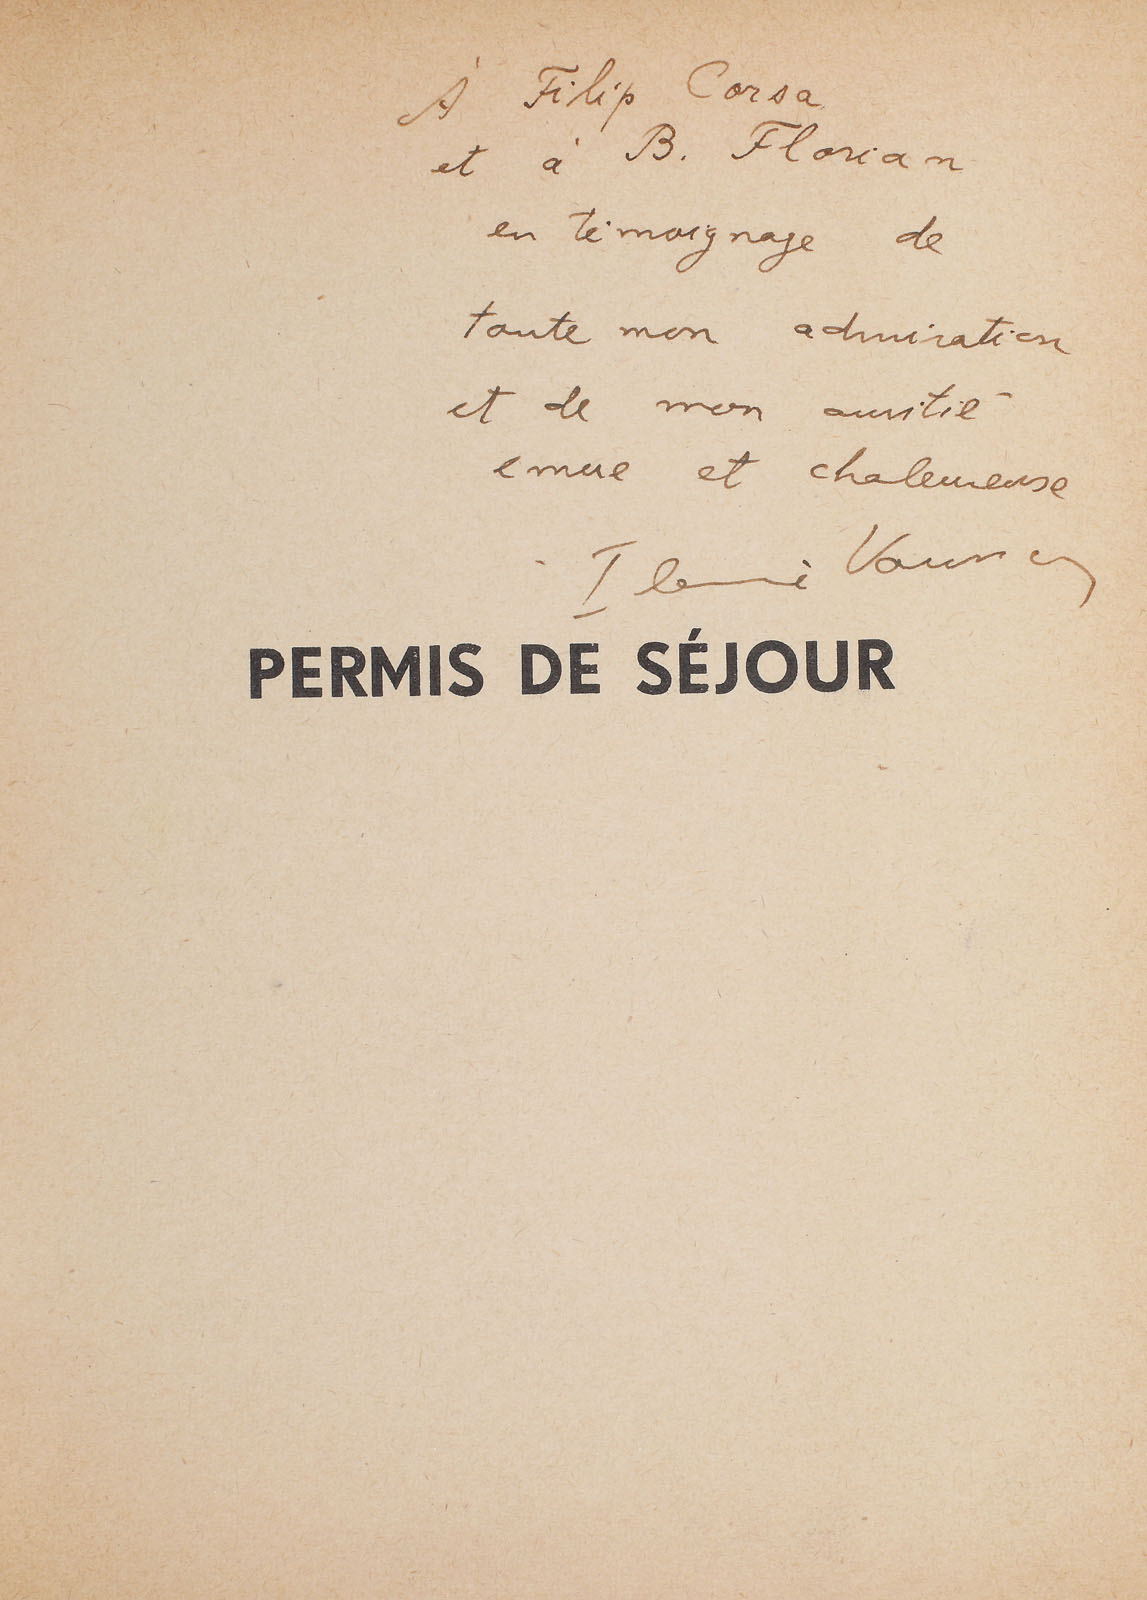 À Filip Corsa
et à B. Florian
en témoignage de
toute mon admiration
et de mon amitié
emue et chaleureuse
Ilarie Voronca
PERMIS DE SÉJOUR